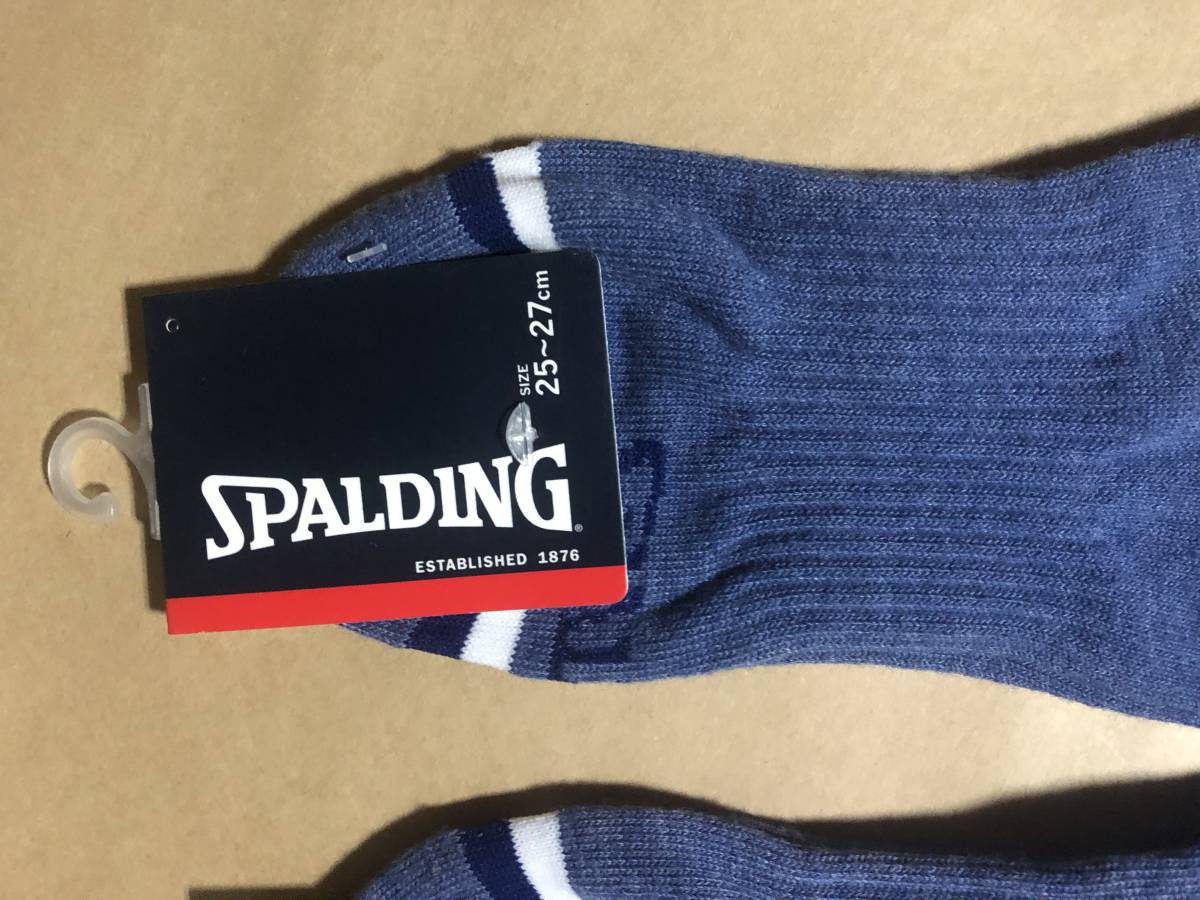 SIZE
25~27cm
SPALDING®
ESTABLISHED 1876